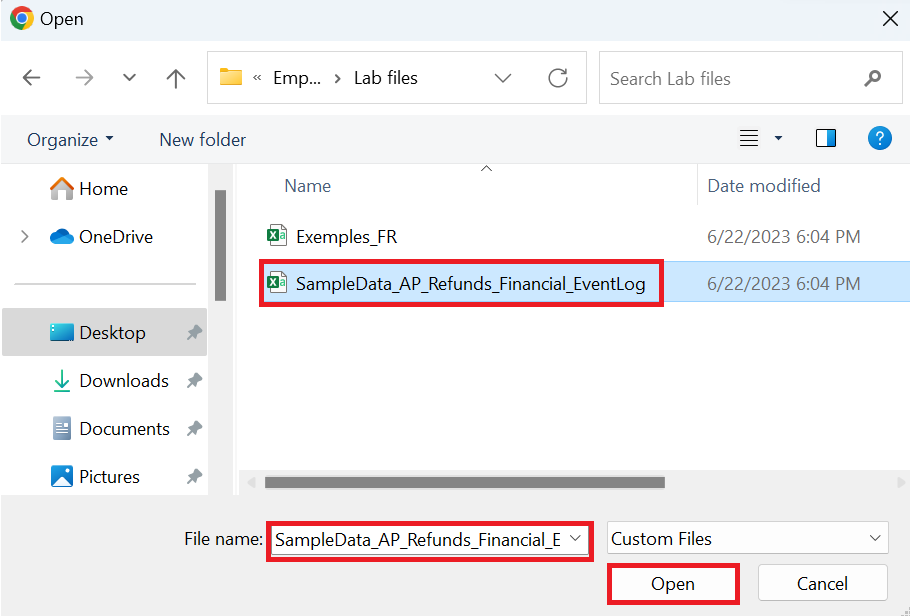 Open
« Emp... > Lab files
Search Lab files
Organize
New folder
?
Name
Date modified
Home
OneDrive
Desktop
Downloads
Documents
Pictures
Exemples_FR
6/22/2023 6:04 PM
SampleData_AP_Refunds_Financial_EventLog
6/22/2023 6:04 PM
File name:
SampleData_AP_Refunds_Financial_E
Custom Files
Open
Cancel